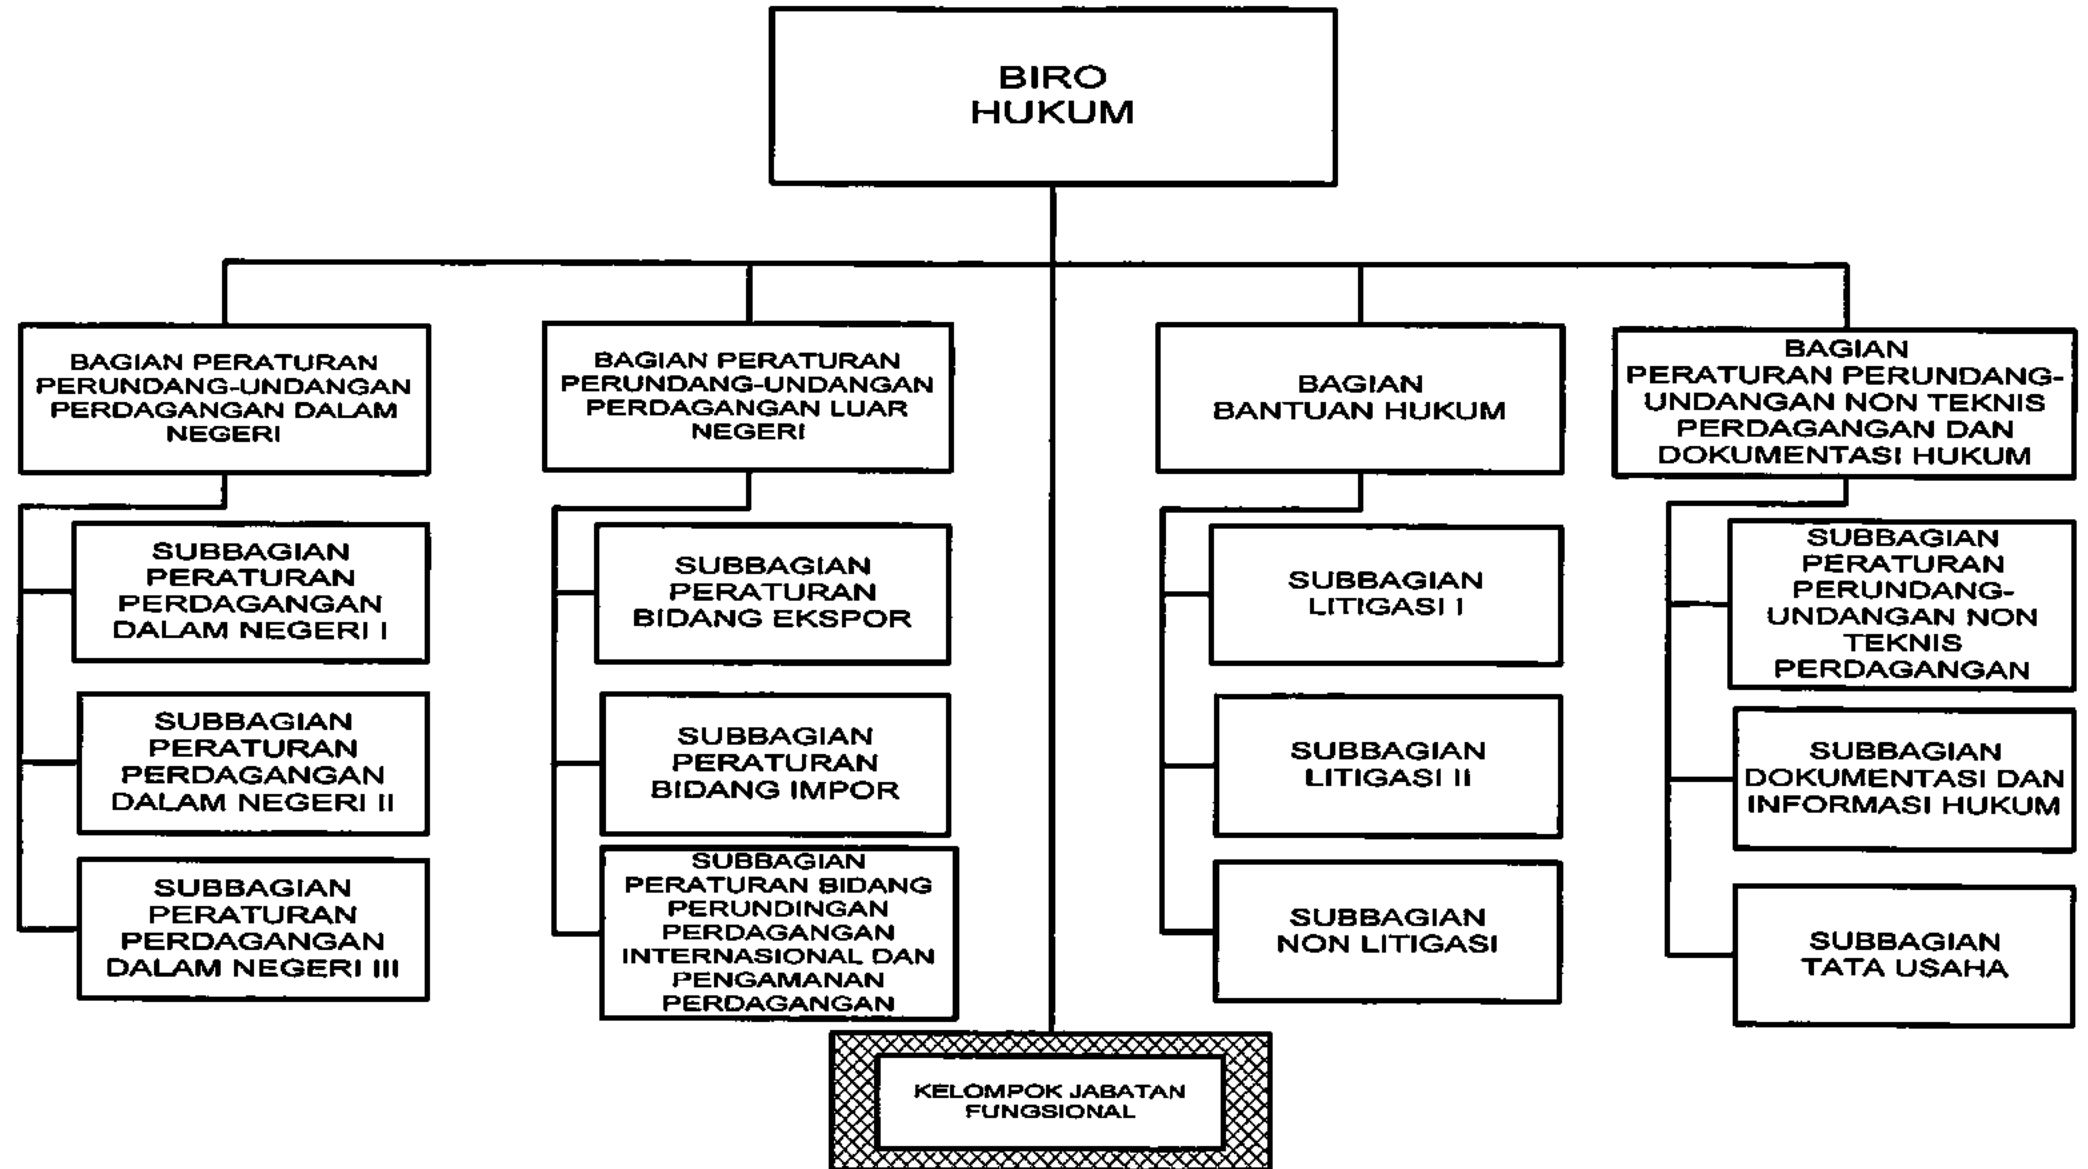 BIRO
HUKUM
BAGIAN PERATURAN
PERUNDANG-UNDANGAN
PERDAGANGAN DALAM
NEGERI
SUBBAGIAN
PERATURAN
PERDAGANGAN
DALAM NEGERI I
SUBBAGIAN
PERATURAN
PERDAGANGAN
DALAM NEGERI II
SUBBAGIAN
PERATURAN
PERDAGANGAN
DALAM NEGERI III
BAGIAN PERATURAN
PERUNDANG-UNDANGAN
PERDAGANGAN LUAR
NEGERI
SUBBAGIAN
PERATURAN
BIDANG EKSPOR
SUBBAGIAN
PERATURAN
BIDANG IMPOR
SUBBAGIAN
PERATURAN BIDANG
PERUNDINGAN
PERDAGANGAN
INTERNASIONAL DAN
PENGAMANAN
PERDAGANGAN
BAGIAN
BANTUAN HUKUM
SUBBAGIAN
LITIGASI I
SUBBAGIAN
LITIGASI II
SUBBAGIAN
NON LITIGASI
BAGIAN
PERATURAN PERUNDANG-
UNDANGAN NON TEKNIS
PERDAGANGAN DAN
DOKUMENTASI HUKUM
SUBBAGIAN
PERATURAN
PERUNDANG-
UNDANGAN NON
TEKNIS
PERDAGANGAN
SUBBAGIAN
DOKUMENTASI DAN
INFORMASI HUKUM
SUBBAGIAN
TATA USAHA
KELOMPOK JABATAN
FUNGSIONAL